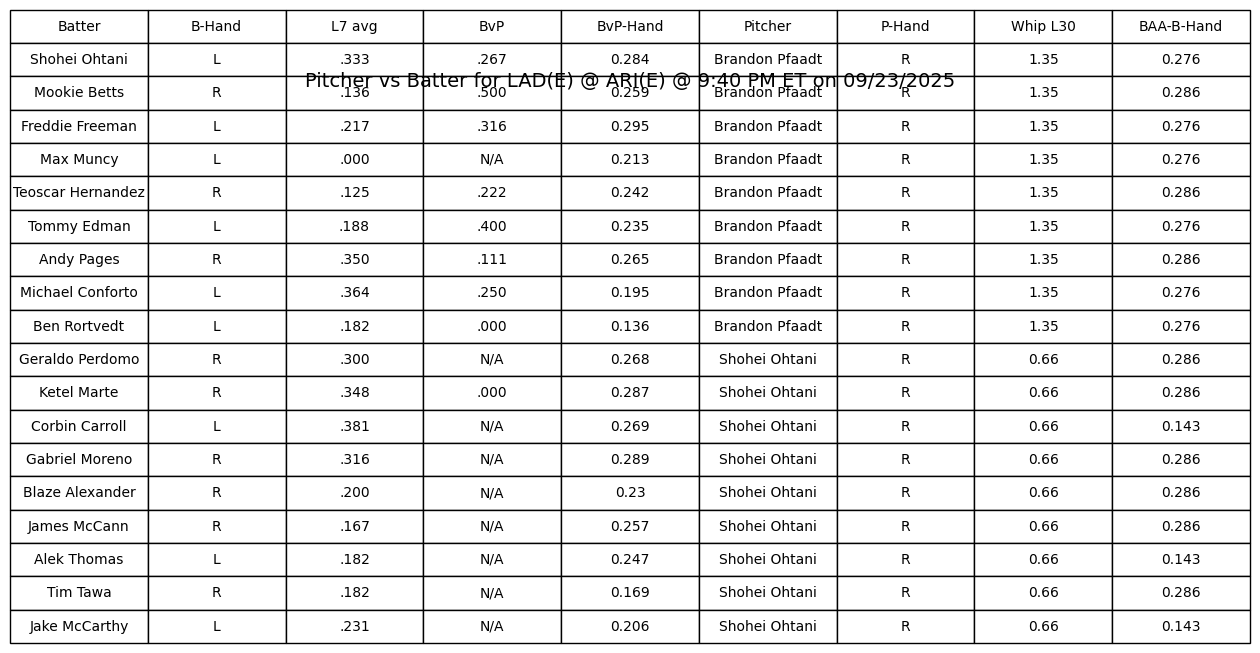 Batter B-Hand L7 avg BvP BvP-Hand Pitcher P-Hand Whip L30 BAA-B-Hand
Shohei Ohtani L .333 .267 0.284 Brandon Pfaadt R 1.35 0.276
Pitcher vs Batter for LAD(E) @ ARI(E) @ 9:40 PM ET on 09/23/2025
Mookie Betts R .136 .500 0.259 Brandon Pfaadt R 1.35 0.286
Freddie Freeman L .217 .316 0.295 Brandon Pfaadt R 1.35 0.276
Max Muncy L .000 N/A 0.213 Brandon Pfaadt R 1.35 0.276
Teoscar Hernandez R .125 .222 0.242 Brandon Pfaadt R 1.35 0.286
Tommy Edman L .188 .400 0.235 Brandon Pfaadt R 1.35 0.276
Andy Pages R .350 .111 0.265 Brandon Pfaadt R 1.35 0.286
Michael Conforto L .364 .250 0.195 Brandon Pfaadt R 1.35 0.276
Ben Rortvedt L .182 .000 0.136 Brandon Pfaadt R 1.35 0.276
Geraldo Perdomo R .300 N/A 0.268 Shohei Ohtani R 0.66 0.286
Ketel Marte R .348 .000 0.287 Shohei Ohtani R 0.66 0.286
Corbin Carroll L .381 N/A 0.269 Shohei Ohtani R 0.66 0.143
Gabriel Moreno R .316 N/A 0.289 Shohei Ohtani R 0.66 0.286
Blaze Alexander R .200 N/A 0.23 Shohei Ohtani R 0.66 0.286
James McCann R .167 N/A 0.257 Shohei Ohtani R 0.66 0.286
Alek Thomas L .182 N/A 0.247 Shohei Ohtani R 0.66 0.143
Tim Tawa R .182 N/A 0.169 Shohei Ohtani R 0.66 0.286
Jake McCarthy L .231 N/A 0.206 Shohei Ohtani R 0.66 0.143